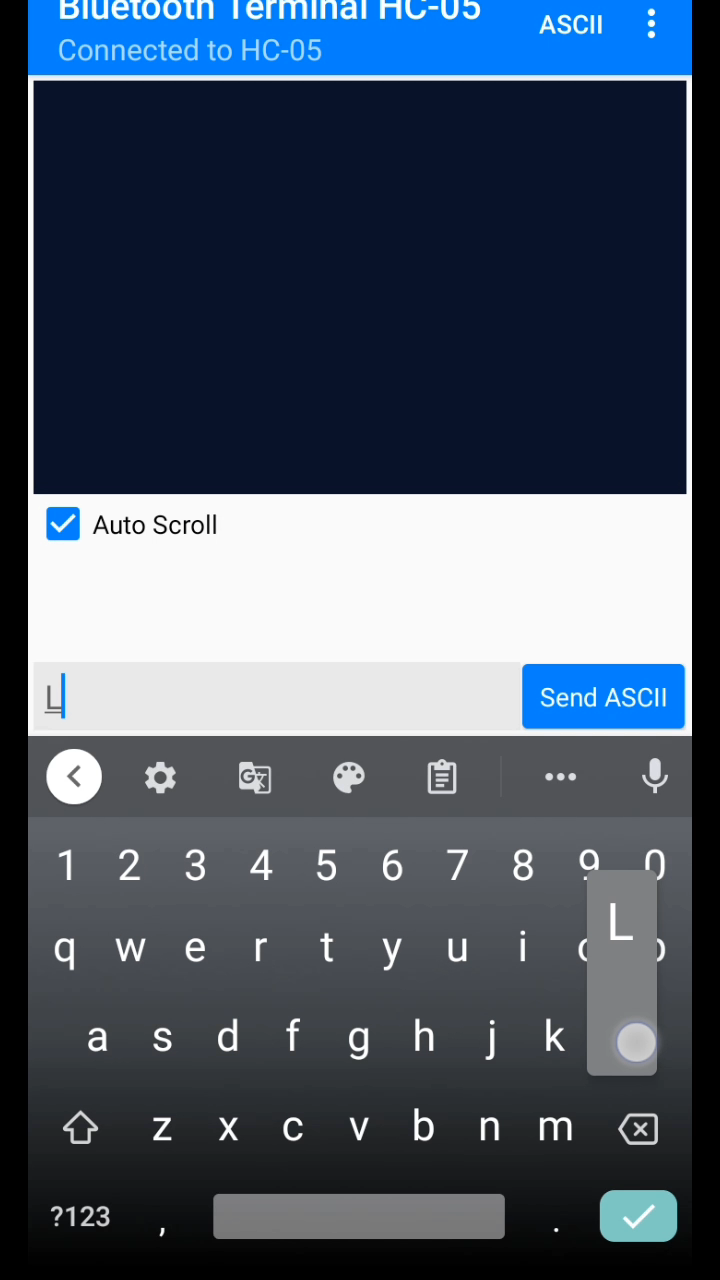 Bluetooth Terminal HC-05
ASCII
Connected to HC-05
Auto Scroll
L
Send ASCII
1 2 3 4 5 6 7 8 9 0
L
q w e r t y u i o p
a s d f g h j k
z x c v b n m
?123 , .